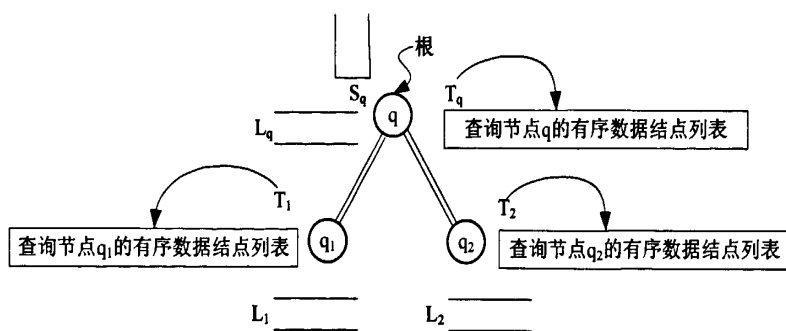 根
S_q
T_q
q
L_q
查询节点q的有序数据结点列表
T_1
T_2
查询节点q_1的有序数据结点列表
q_1
q_2
查询节点q_2的有序数据结点列表
L_1
L_2